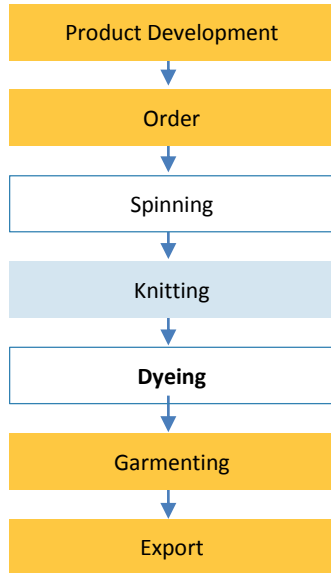 Product Development
Order
Spinning
Knitting
Dyeing
Garmenting
Export